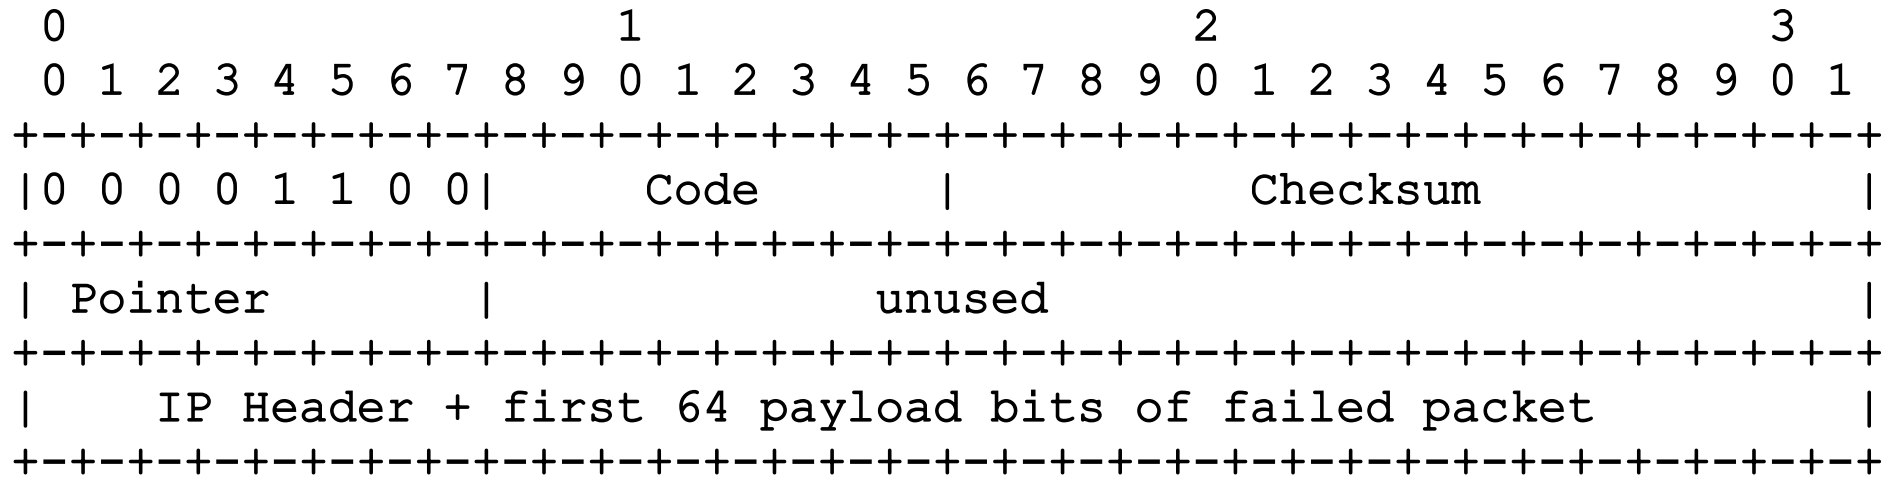 0                   1                   2                   3
 0 1 2 3 4 5 6 7 8 9 0 1 2 3 4 5 6 7 8 9 0 1 2 3 4 5 6 7 8 9 0 1
+-+-+-+-+-+-+-+-+-+-+-+-+-+-+-+-+-+-+-+-+-+-+-+-+-+-+-+-+-+-+-+-+
|0 0 0 0 1 1 0 0|     Code      |          Checksum             |
+-+-+-+-+-+-+-+-+-+-+-+-+-+-+-+-+-+-+-+-+-+-+-+-+-+-+-+-+-+-+-+-+
| Pointer       |             unused                            |
+-+-+-+-+-+-+-+-+-+-+-+-+-+-+-+-+-+-+-+-+-+-+-+-+-+-+-+-+-+-+-+-+
|    IP Header + first 64 payload bits of failed packet         |
+-+-+-+-+-+-+-+-+-+-+-+-+-+-+-+-+-+-+-+-+-+-+-+-+-+-+-+-+-+-+-+-+